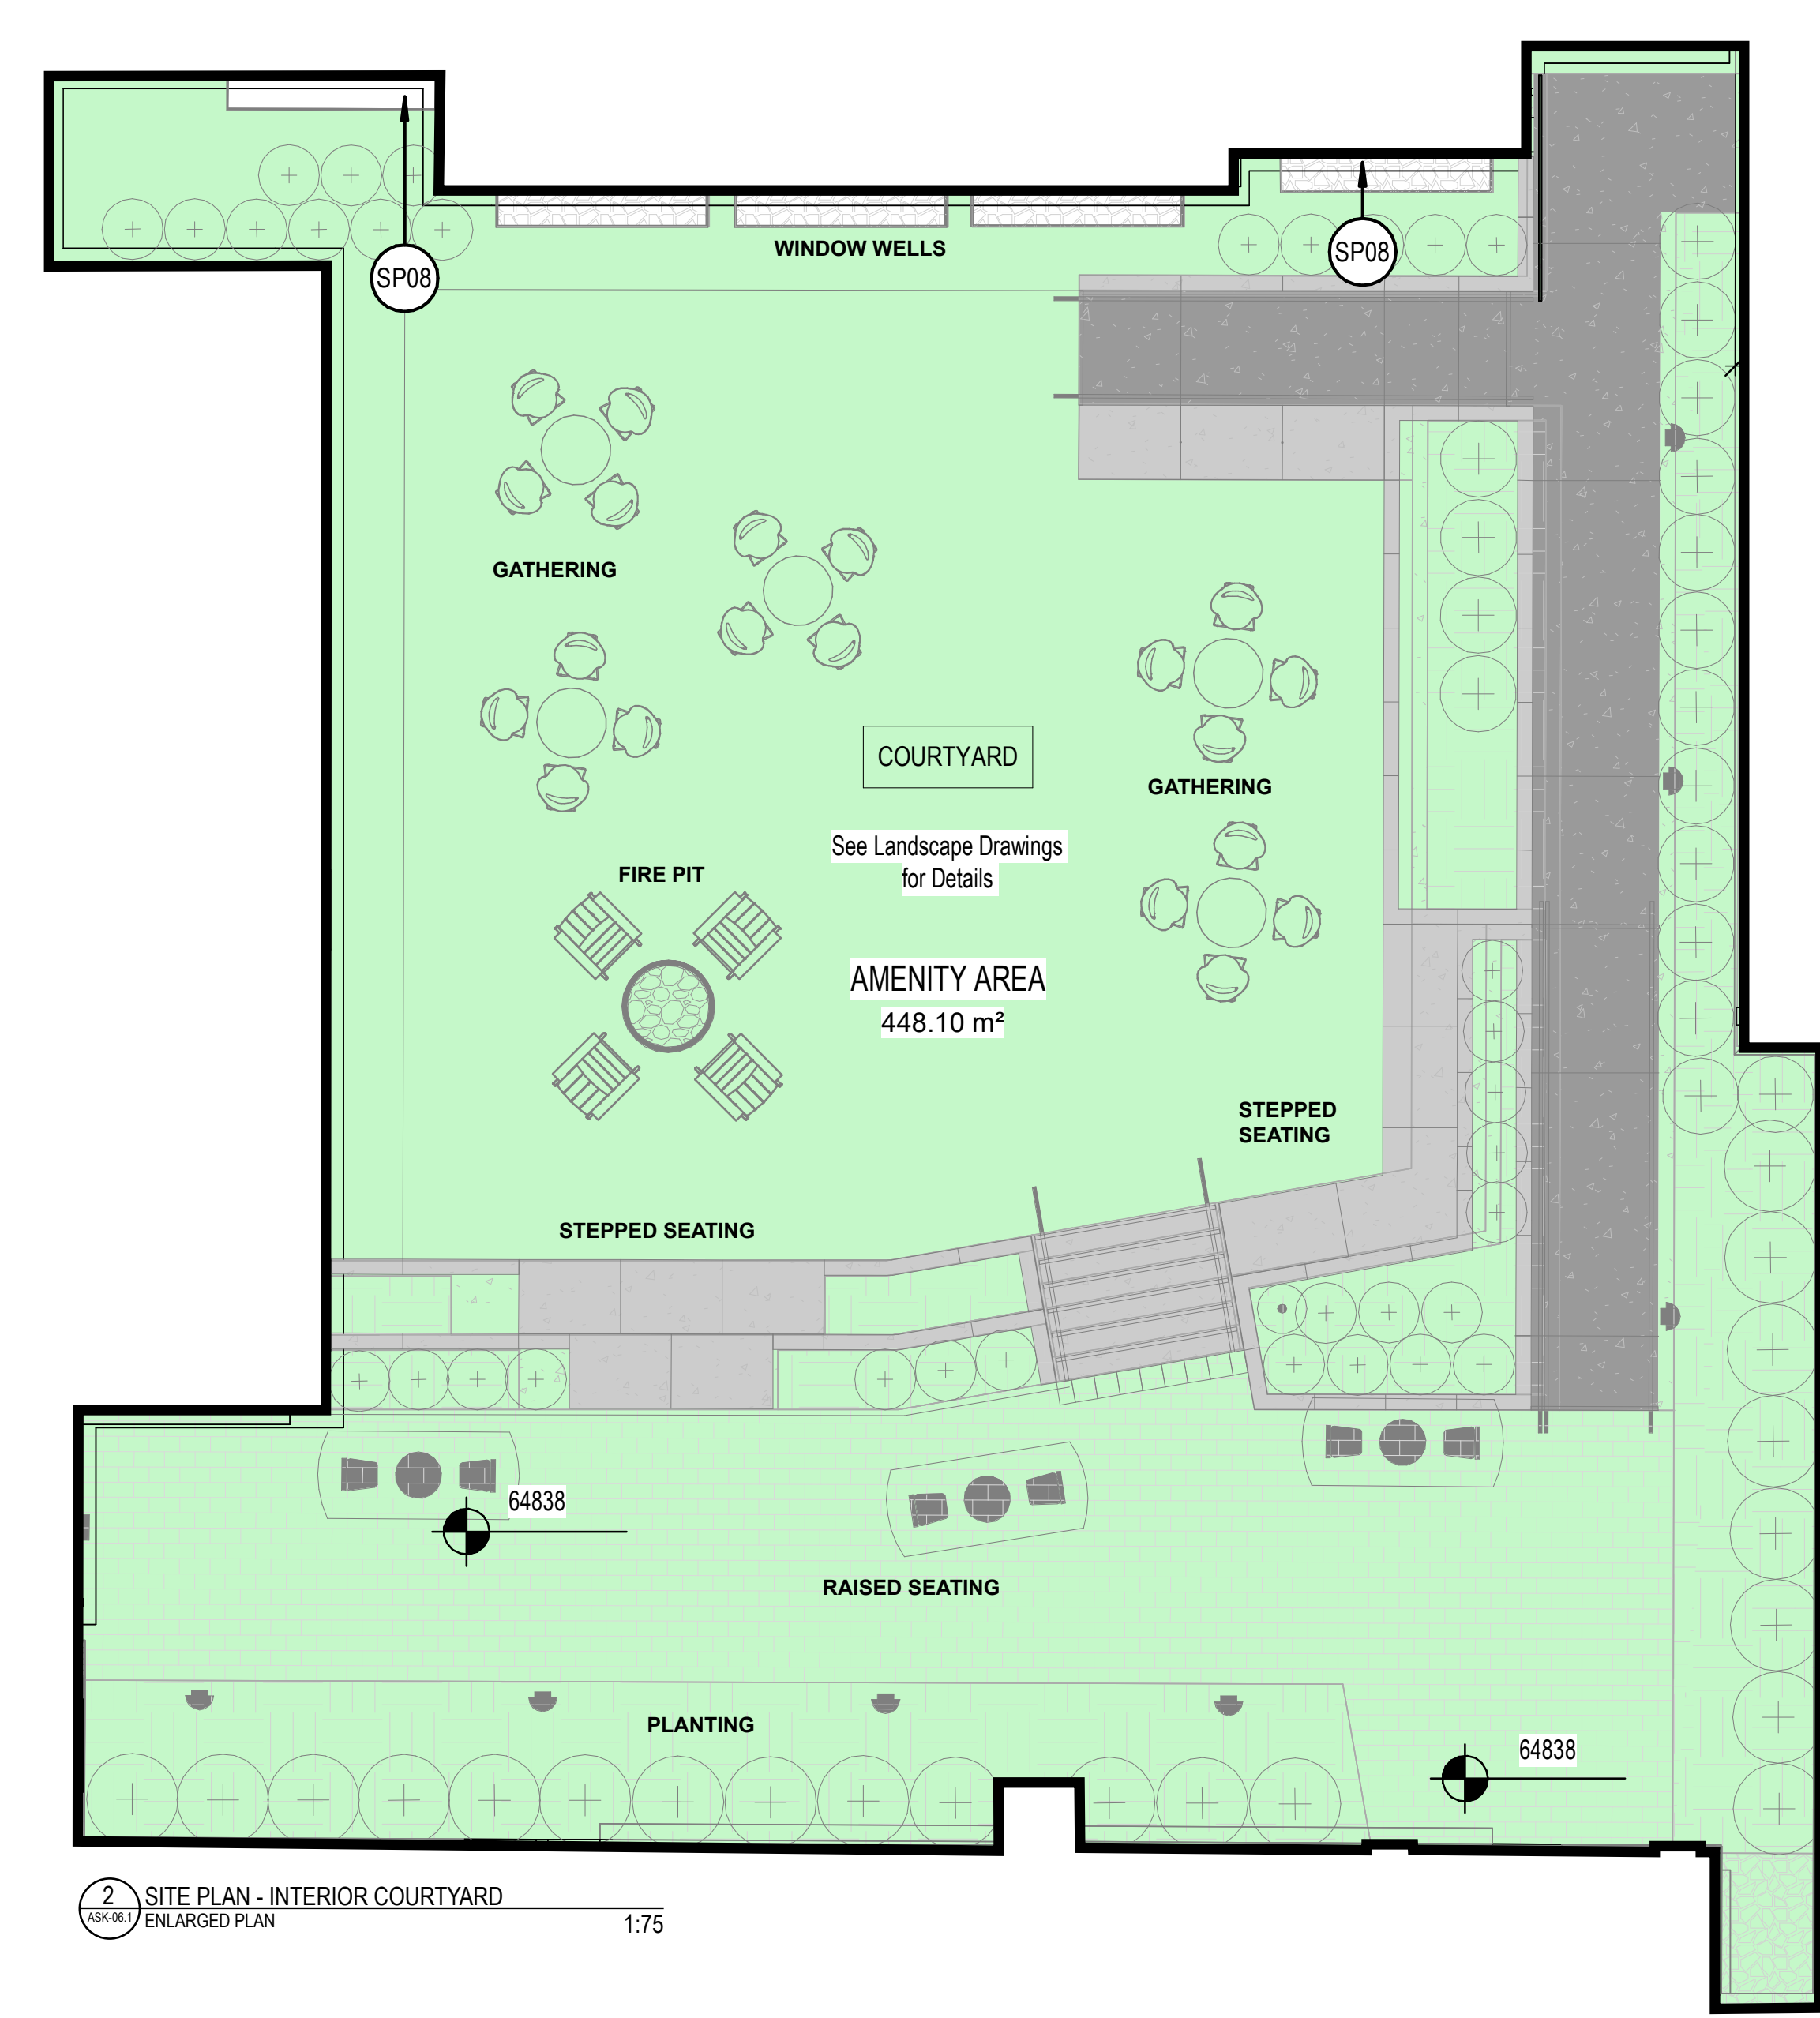 WINDOW WELLS
SP08
SP08
GATHERING
COURTYARD
GATHERING
See Landscape Drawings
for Details
FIRE PIT
AMENITY AREA
448.10 m²
STEPPED
SEATING
STEPPED SEATING
64838
RAISED SEATING
PLANTING
64838
2
ASK-06.1
SITE PLAN - INTERIOR COURTYARD
ENLARGED PLAN
1:75